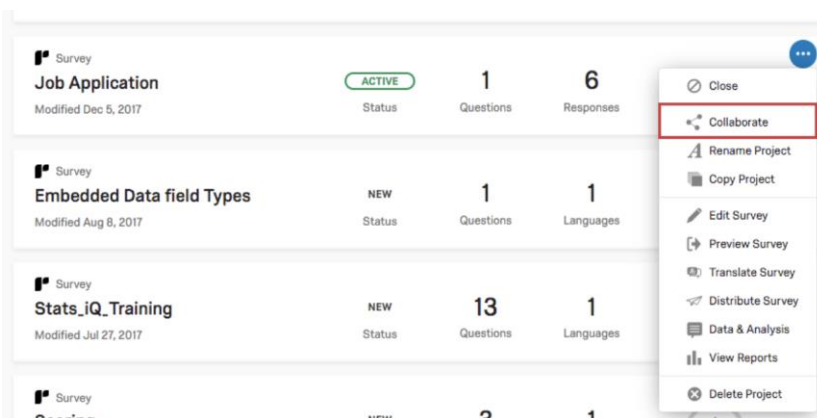 Survey
Job Application
Modified Dec 5, 2017
ACTIVE
Status
1
Questions
6
Responses
Survey
Embedded Data field Types
Modified Aug 8, 2017
NEW
Status
1
Questions
1
Languages
Survey
Stats_iQ_Training
Modified Jul 27, 2017
NEW
Status
13
Questions
1
Languages
Survey
Close
Collaborate
Rename Project
Copy Project
Edit Survey
Preview Survey
Translate Survey
Distribute Survey
Data & Analysis
View Reports
Delete Project